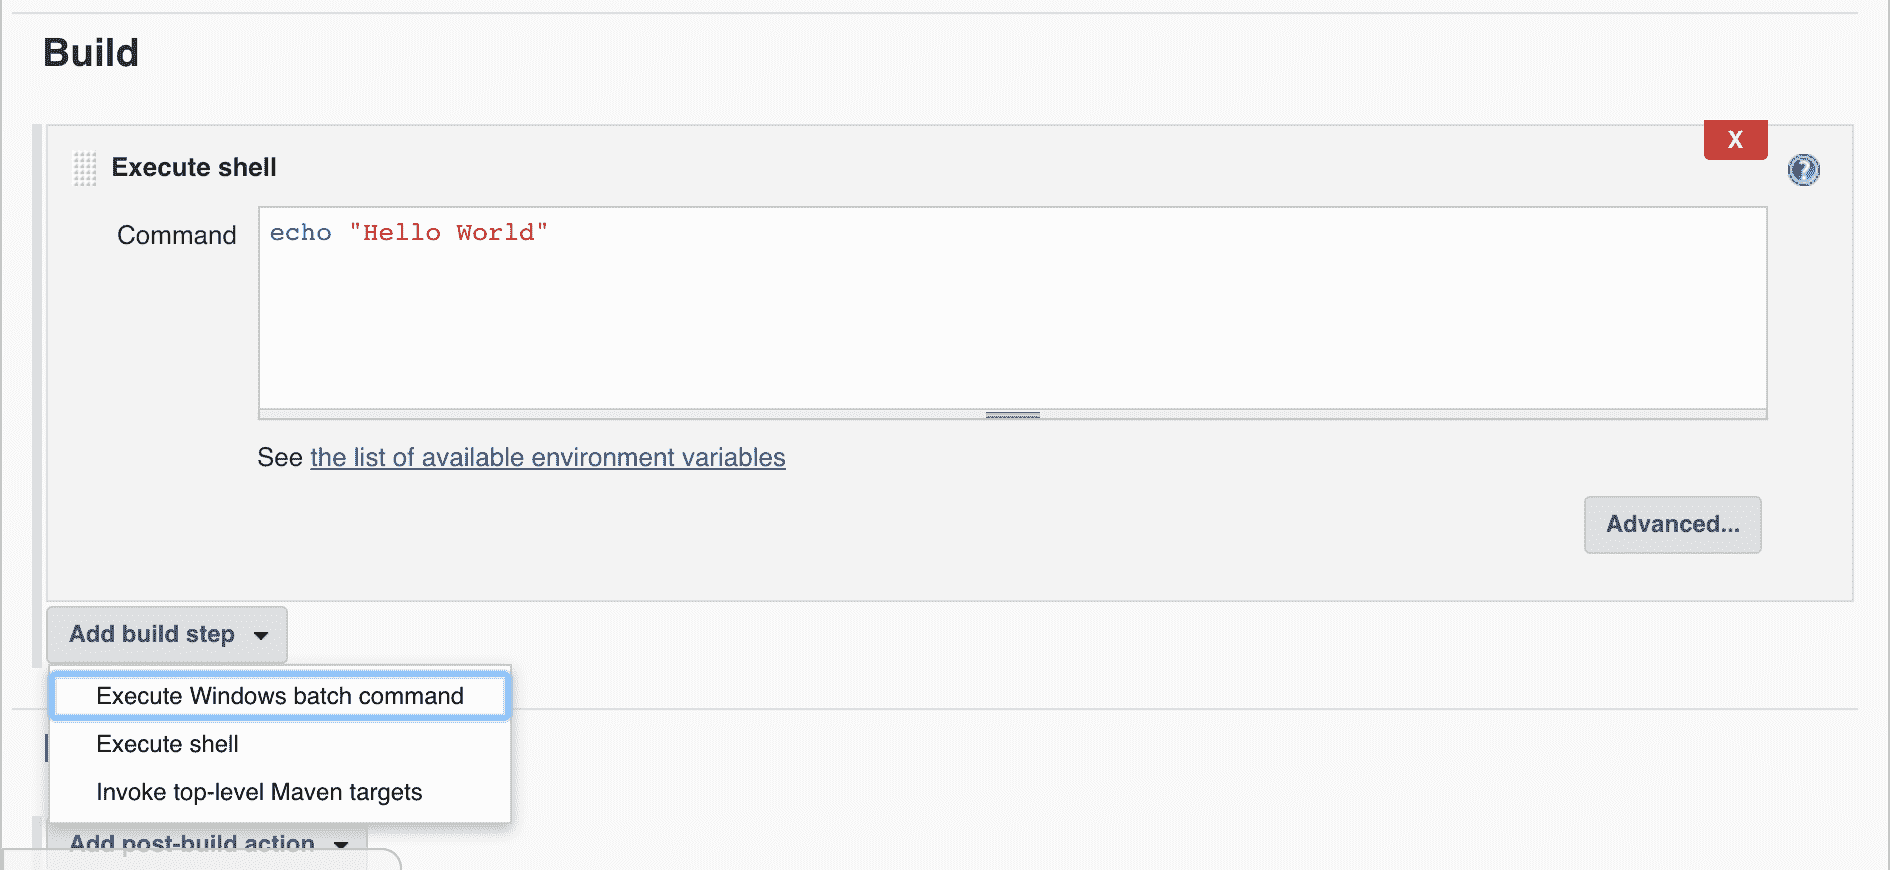 Build
X
Execute shell
Command
echo "Hello World"
See the list of available environment variables
Advanced...
Add build step
Execute Windows batch command
Execute shell
Invoke top-level Maven targets
Add post-build action